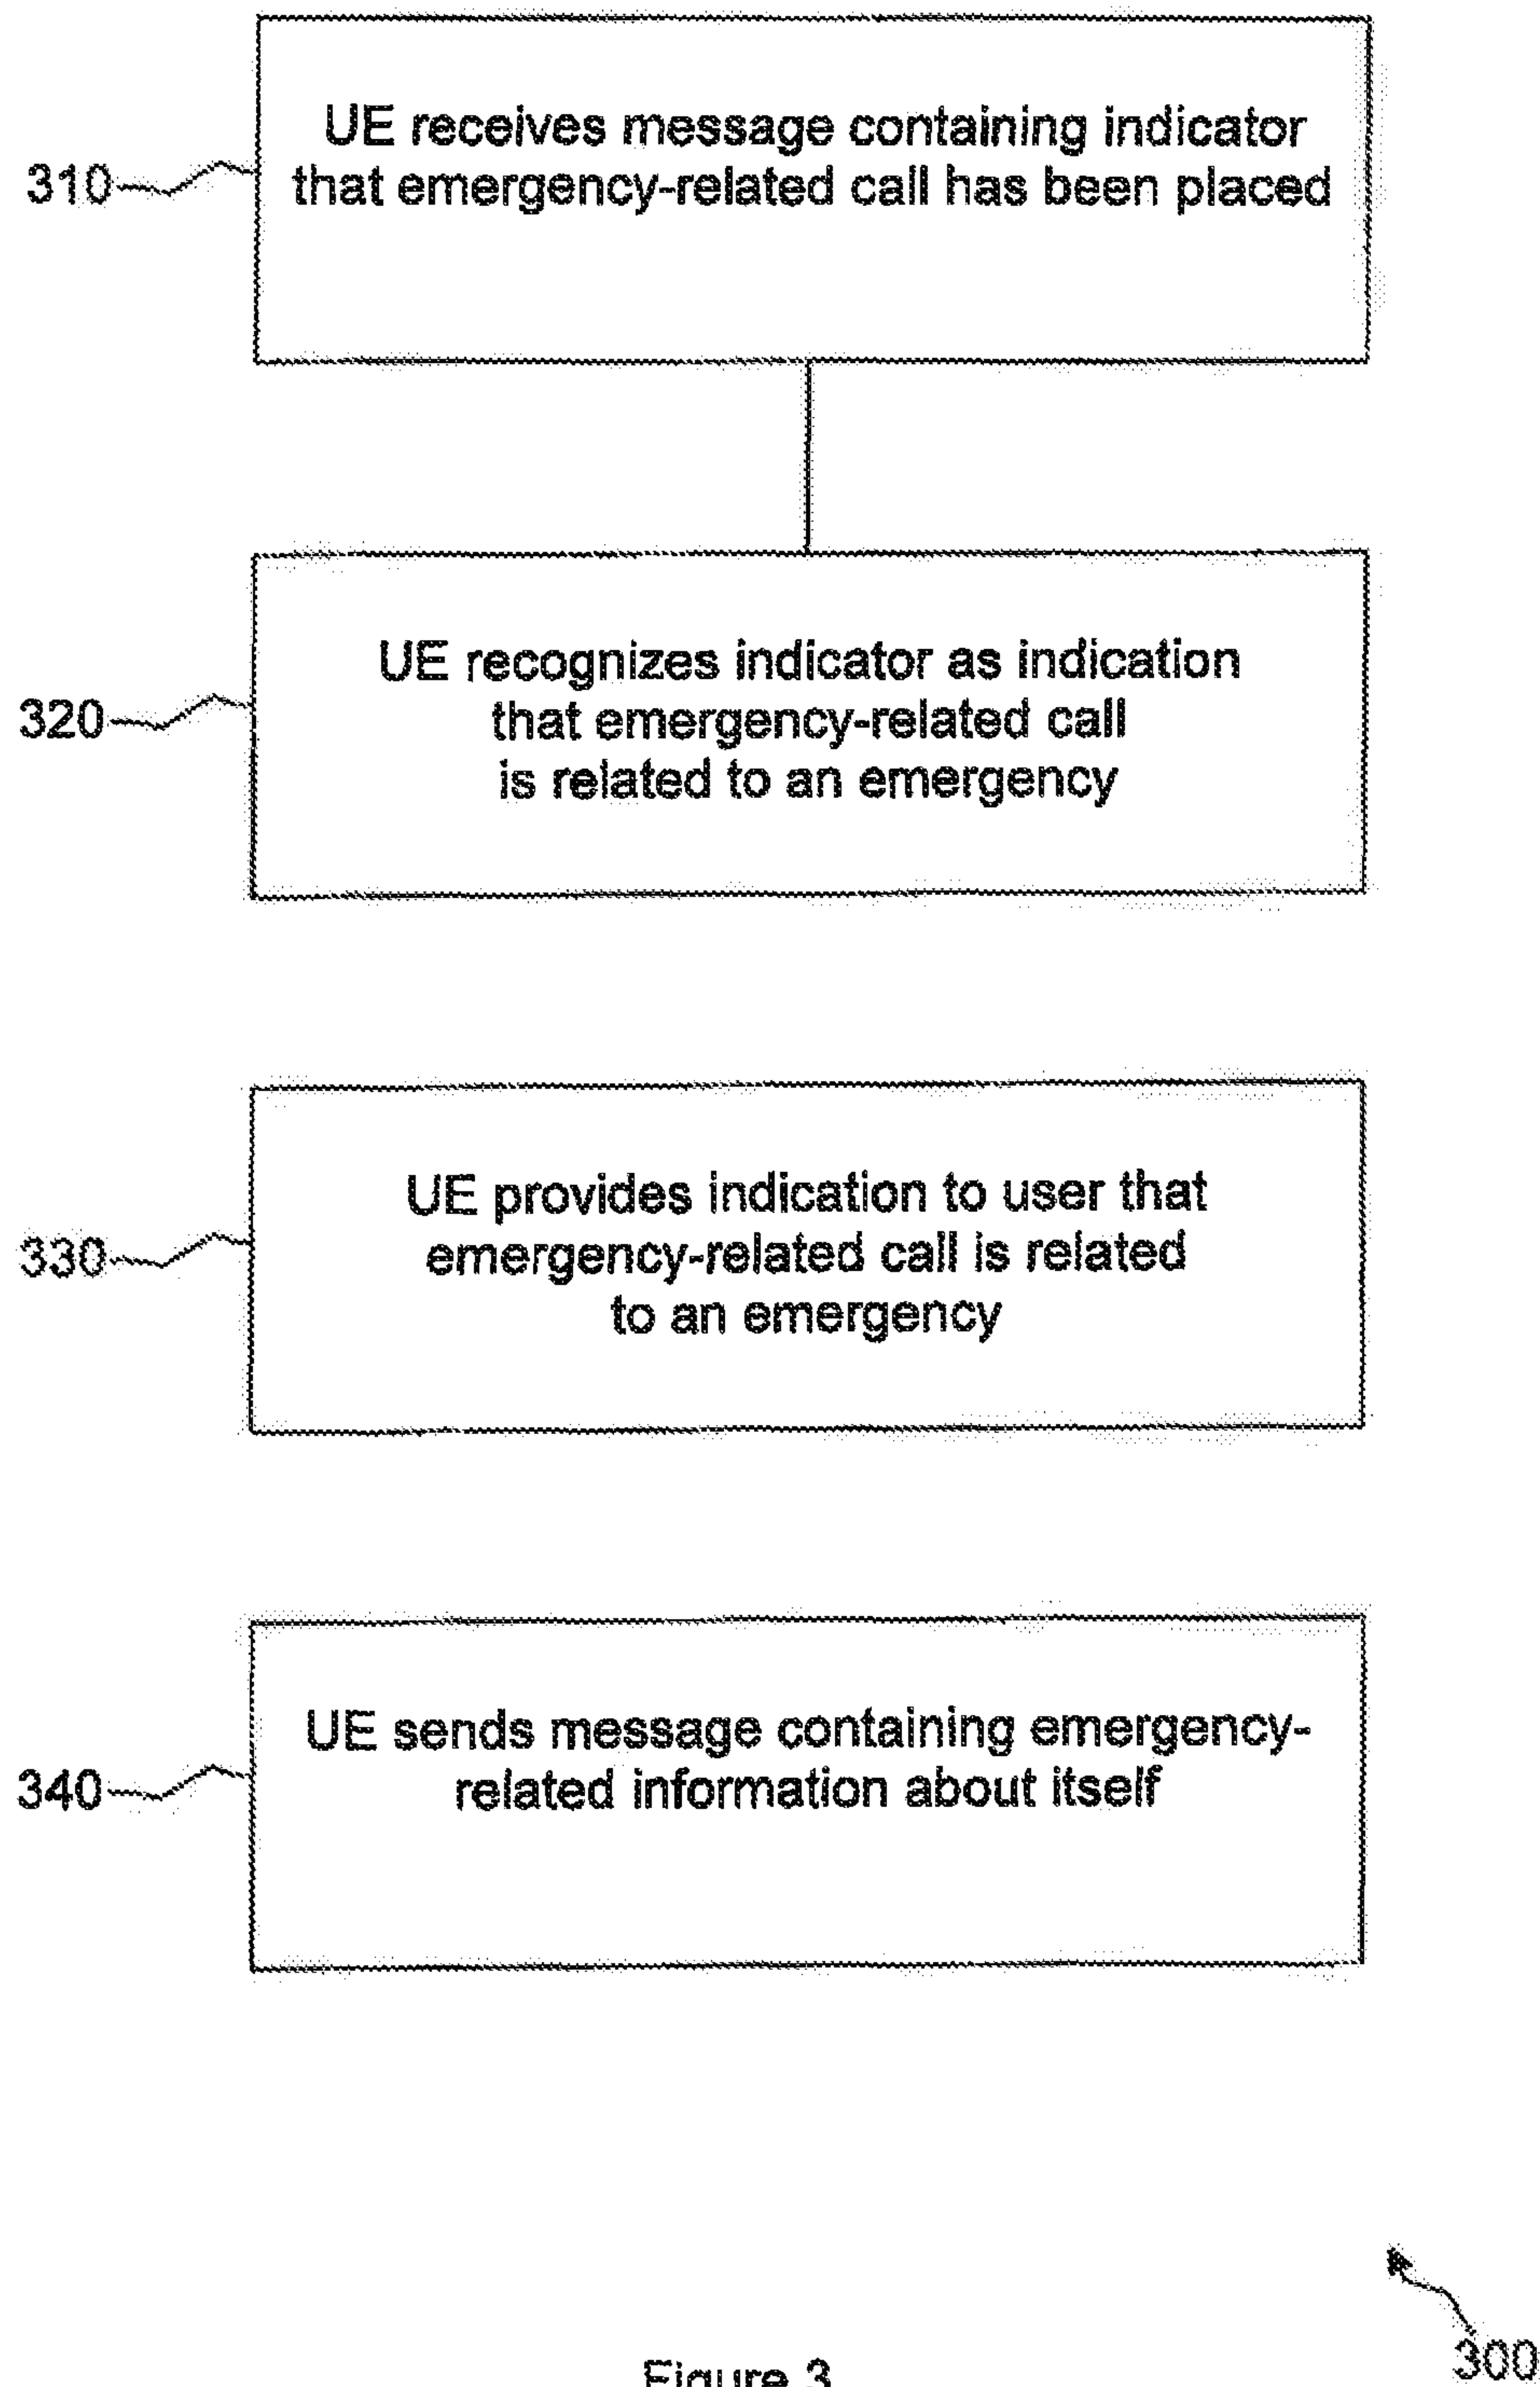 UE receives message containing indicator
that emergency-related call has been placed
310
UE recognizes indicator as indication
that emergency-related call
is related to an emergency
320
UE provides indication to user that
emergency-related call is related
to an emergency
330
UE sends message containing emergency-
related information about itself
340
300
Figure 3